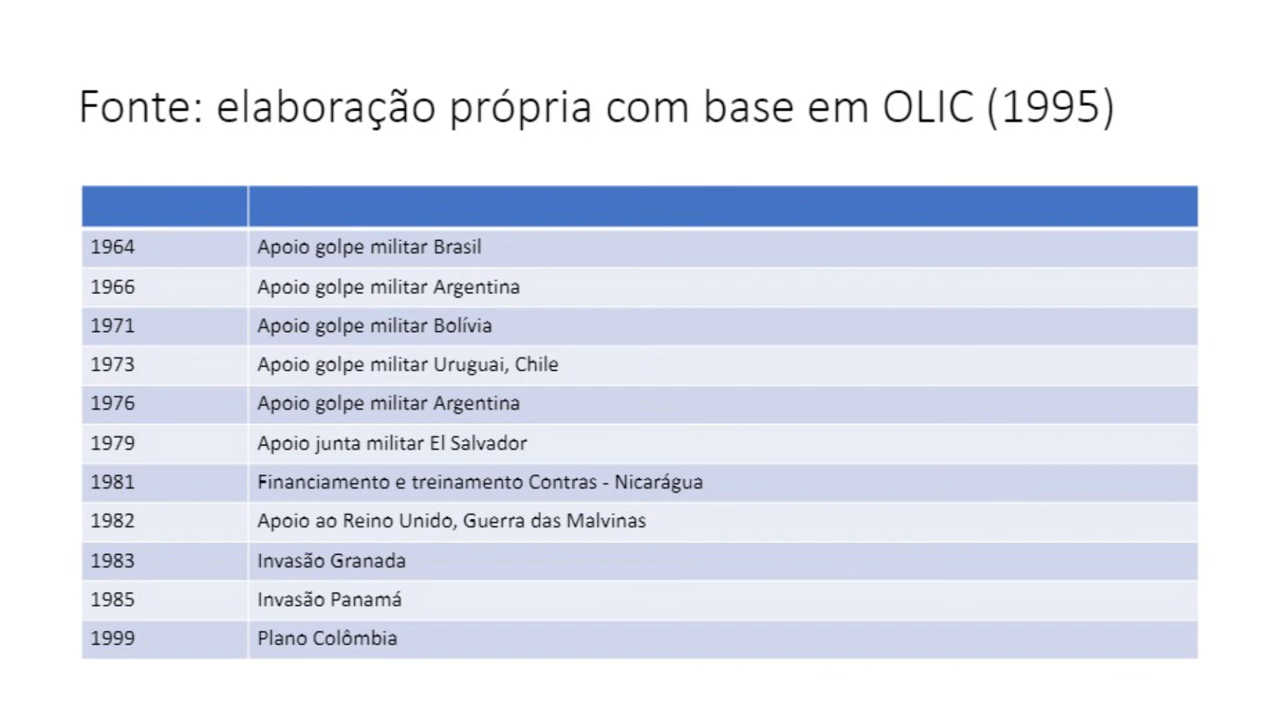 Fonte: elaboração própria com base em OLIC (1995)
1964 Apoio golpe militar Brasil
1966 Apoio golpe militar Argentina
1971 Apoio golpe militar Bolívia
1973 Apoio golpe militar Uruguai, Chile
1976 Apoio golpe militar Argentina
1979 Apoio junta militar El Salvador
1981 Financiamento e treinamento Contras - Nicarágua
1982 Apoio ao Reino Unido, Guerra das Malvinas
1983 Invasão Granada
1985 Invasão Panamá
1999 Plano Colômbia